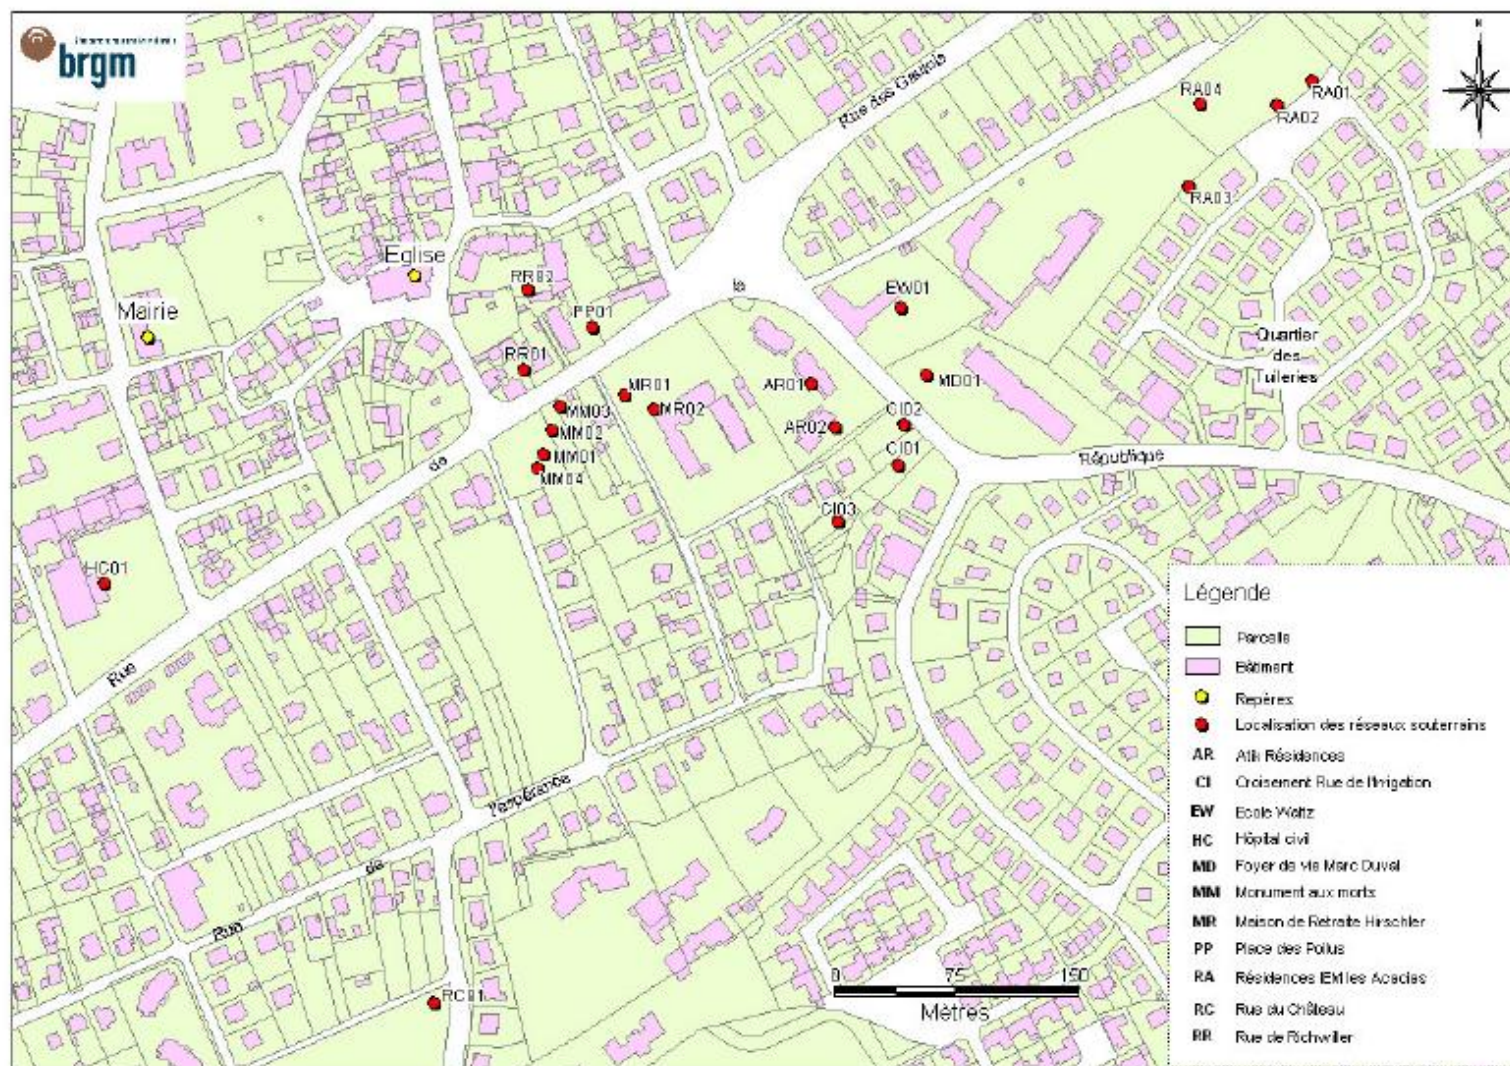 brgm
N
Rue des Gaulois
RA04
RA01
RA02
RA03
Eglise
Mairie
RR02
PP01
la
EW01
Quartier
des
Tuileries
RR01
MR01
MR02
AR01
MD01
MM03
MM02
MM01
MM04
AR02
CI02
CI01
CI03
de
République
HC01
Rue
l'espérance
de
Rue
RC01
0 75 150
Mètres
Légende
Parcelle
Bâtiment
Repères
Localisation des réseaux souterrains
AR Atik Résidences
CI Croisement Rue de l'Irrigation
EW Ecole Waltz
HC Hôpital civil
MD Foyer de vie Marc Duval
MM Monument aux morts
MR Maison de Retraite Hirschler
PP Place des Poilus
RA Résidences IEM les Acacias
RC Rue du Château
RR Rue de Richwiller